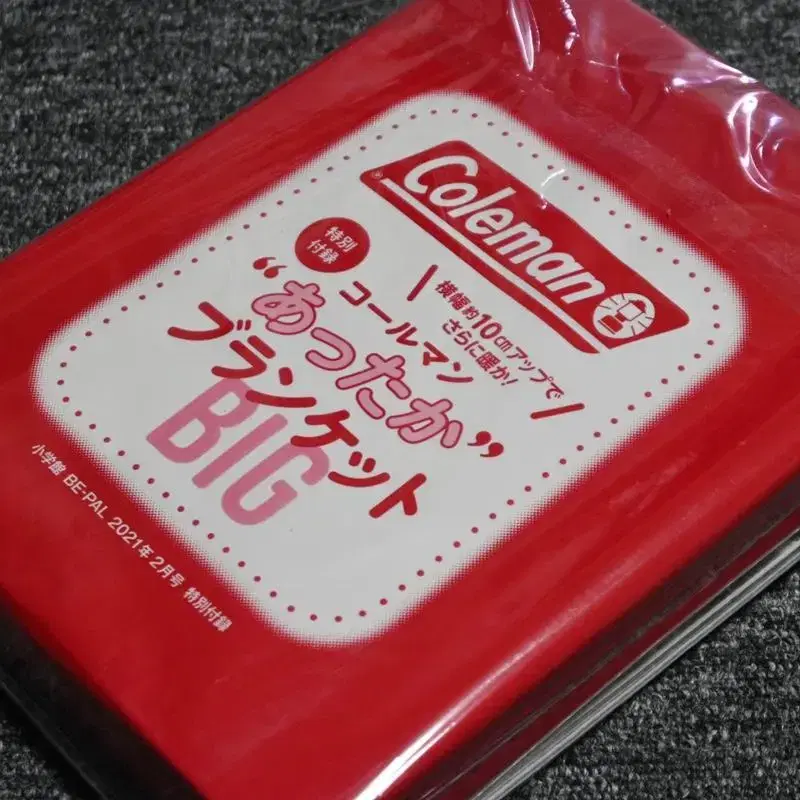 Coleman
®
特別
付録
横幅約10cmアップで
さらに暖か!
コールマン
“あったか”
ブランケット
BIG
小学館 BE-PAL 2021年2月号 特別付録